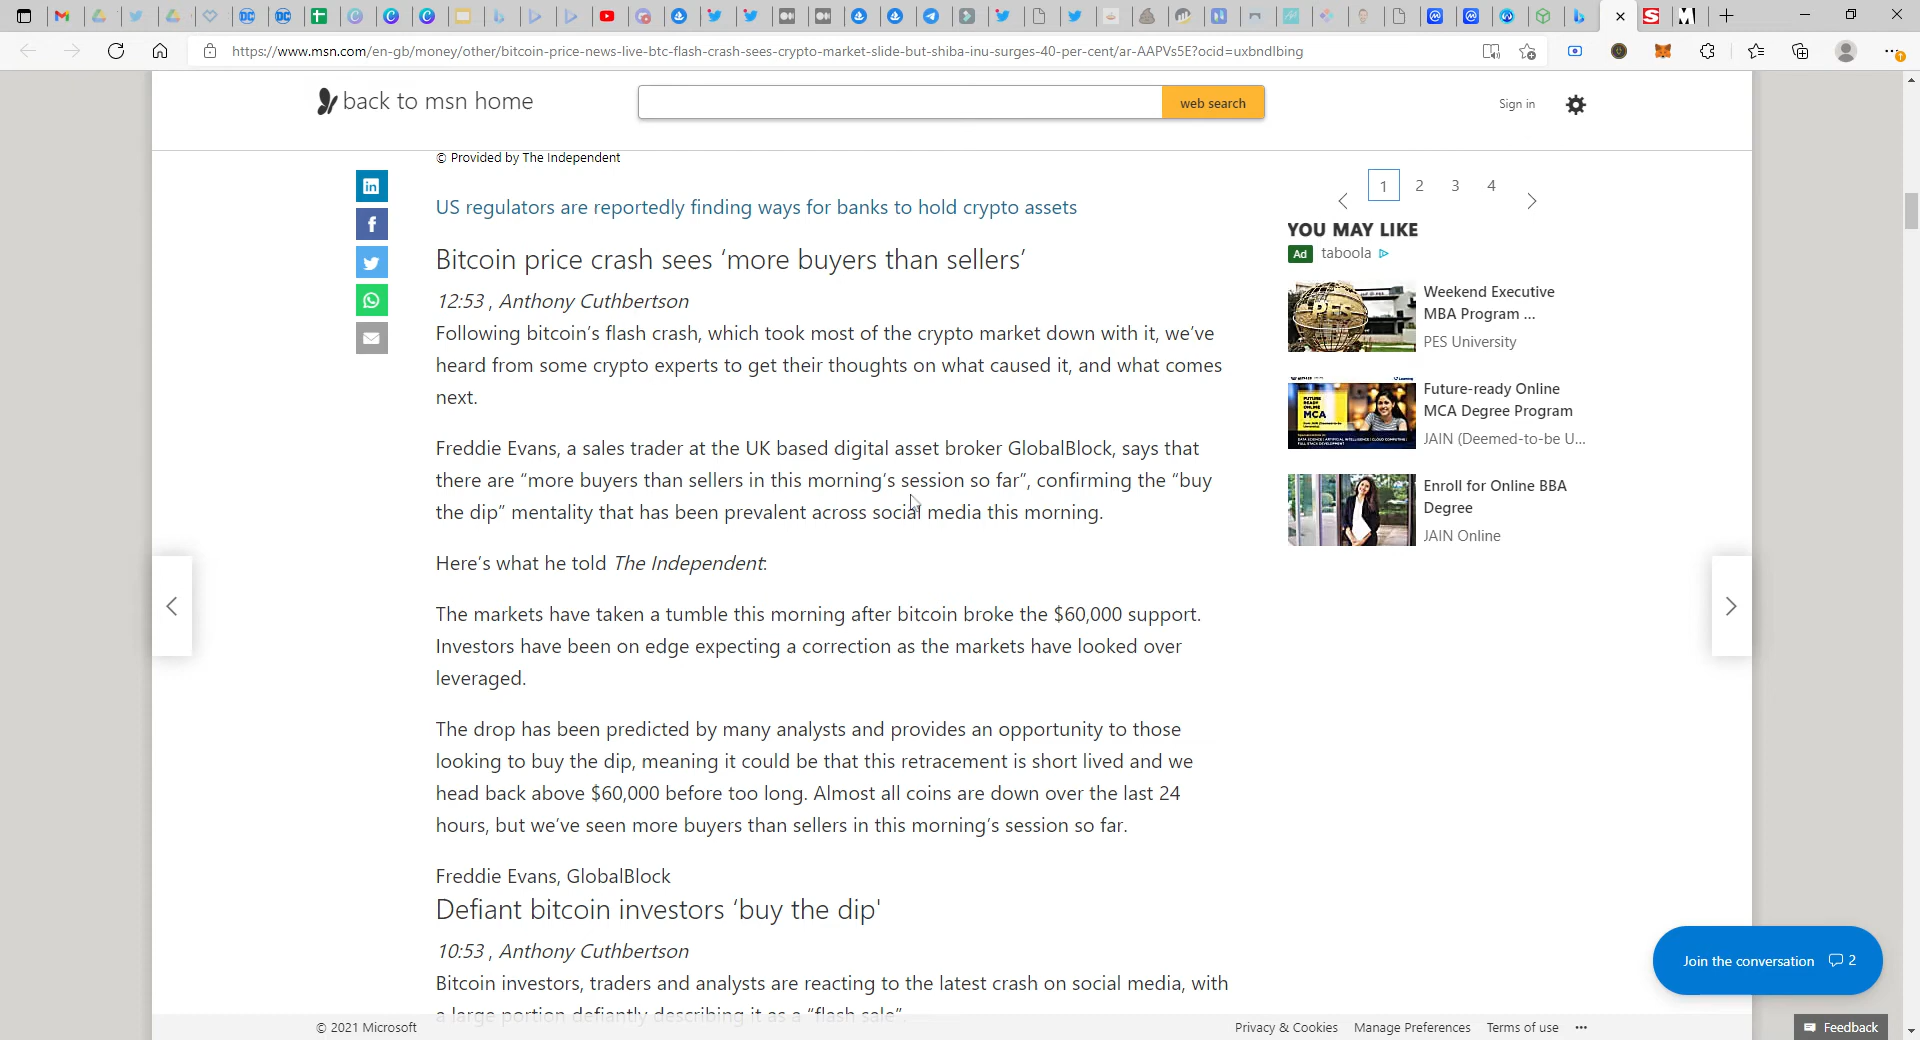 https://www.msn.com/en-gb/money/other/bitcoin-price-news-live-btc-flash-crash-sees-crypto-market-slide-but-shiba-inu-surges-40-per-cent/ar-AAPVs5E?ocid=uxbndlbing
back to msn home
web search
Sign in
© Provided by The Independent
US regulators are reportedly finding ways for banks to hold crypto assets
Bitcoin price crash sees ‘more buyers than sellers’
12:53 , Anthony Cuthbertson
Following bitcoin’s flash crash, which took most of the crypto market down with it, we’ve
heard from some crypto experts to get their thoughts on what caused it, and what comes
next.
Freddie Evans, a sales trader at the UK based digital asset broker GlobalBlock, says that
there are “more buyers than sellers in this morning’s session so far”, confirming the “buy
the dip” mentality that has been prevalent across social media this morning.
Here’s what he told The Independent:
The markets have taken a tumble this morning after bitcoin broke the $60,000 support.
Investors have been on edge expecting a correction as the markets have looked over
leveraged.
The drop has been predicted by many analysts and provides an opportunity to those
looking to buy the dip, meaning it could be that this retracement is short lived and we
head back above $60,000 before too long. Almost all coins are down over the last 24
hours, but we’ve seen more buyers than sellers in this morning’s session so far.
Freddie Evans, GlobalBlock
Defiant bitcoin investors ‘buy the dip'
10:53 , Anthony Cuthbertson
Bitcoin investors, traders and analysts are reacting to the latest crash on social media, with
a large portion defiantly describing it as a “flash sale”.
1 2 3 4
YOU MAY LIKE
Ad taboola
Weekend Executive
MBA Program ...
PES University
PES
Future-ready Online
MCA Degree Program
JAIN (Deemed-to-be U...
FUTURE
READY
ONLINE
MCA
Enroll for Online BBA
Degree
JAIN Online
Join the conversation 2
© 2021 Microsoft
Privacy & Cookies Manage Preferences Terms of use ...
Feedback